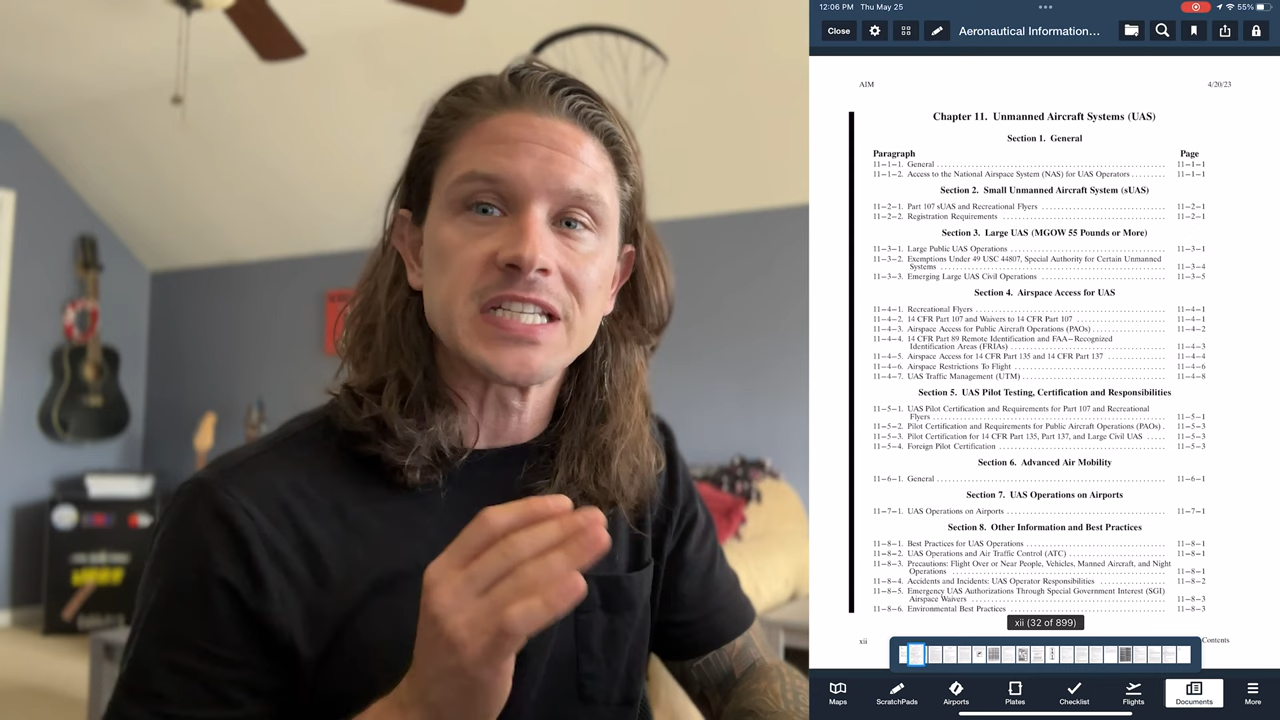 12:06 PM Thu May 25
55%
Close
Aeronautical Information...
AIM
4/20/23
Chapter 11. Unmanned Aircraft Systems (UAS)
Section 1. General
Paragraph Page
11-1-1. General 11-1-1
11-1-2. Access to the National Airspace System (NAS) for UAS Operators 11-1-1
Section 2. Small Unmanned Aircraft System (sUAS)
11-2-1. Part 107 sUAS and Recreational Flyers 11-2-1
11-2-2. Registration Requirements 11-2-1
Section 3. Large UAS (MGOW 55 Pounds or More)
11-3-1. Large Public UAS Operations 11-3-1
11-3-2. Exemptions Under 49 USC 44807, Special Authority for Certain Unmanned
Systems 11-3-4
11-3-3. Emerging Large UAS Civil Operations 11-3-5
Section 4. Airspace Access for UAS
11-4-1. Recreational Flyers 11-4-1
11-4-2. 14 CFR Part 107 and Waivers to 14 CFR Part 107 11-4-1
11-4-3. Airspace Access for Public Aircraft Operations (PAOs) 11-4-2
11-4-4. 14 CFR Part 89 Remote Identification and FAA-Recognized
Identification Areas (FRIAs) 11-4-3
11-4-5. Airspace Access for 14 CFR Part 135 and 14 CFR Part 137 11-4-4
11-4-6. Airspace Restrictions To Flight 11-4-6
11-4-7. UAS Traffic Management (UTM) 11-4-8
Section 5. UAS Pilot Testing, Certification and Responsibilities
11-5-1. UAS Pilot Certification and Requirements for Part 107 and Recreational
Flyers 11-5-1
11-5-2. Pilot Certification and Requirements for Public Aircraft Operations (PAOs) . 11-5-3
11-5-3. Pilot Certification for 14 CFR Part 135, Part 137, and Large Civil UAS 11-5-3
11-5-4. Foreign Pilot Certification 11-5-3
Section 6. Advanced Air Mobility
11-6-1. General 11-6-1
Section 7. UAS Operations on Airports
11-7-1. UAS Operations on Airports 11-7-1
Section 8. Other Information and Best Practices
11-8-1. Best Practices for UAS Operations 11-8-1
11-8-2. UAS Operations and Air Traffic Control (ATC) 11-8-1
11-8-3. Precautions: Flight Over or Near People, Vehicles, Manned Aircraft, and Night
Operations 11-8-1
11-8-4. Accidents and Incidents: UAS Operator Responsibilities 11-8-2
11-8-5. Emergency UAS Authorizations Through Special Government Interest (SGI)
Airspace Waivers 11-8-3
11-8-6. Environmental Best Practices 11-8-3
xii (32 of 899)
xii
Contents
Maps
ScratchPads
Airports
Plates
Checklist
Flights
Documents
More